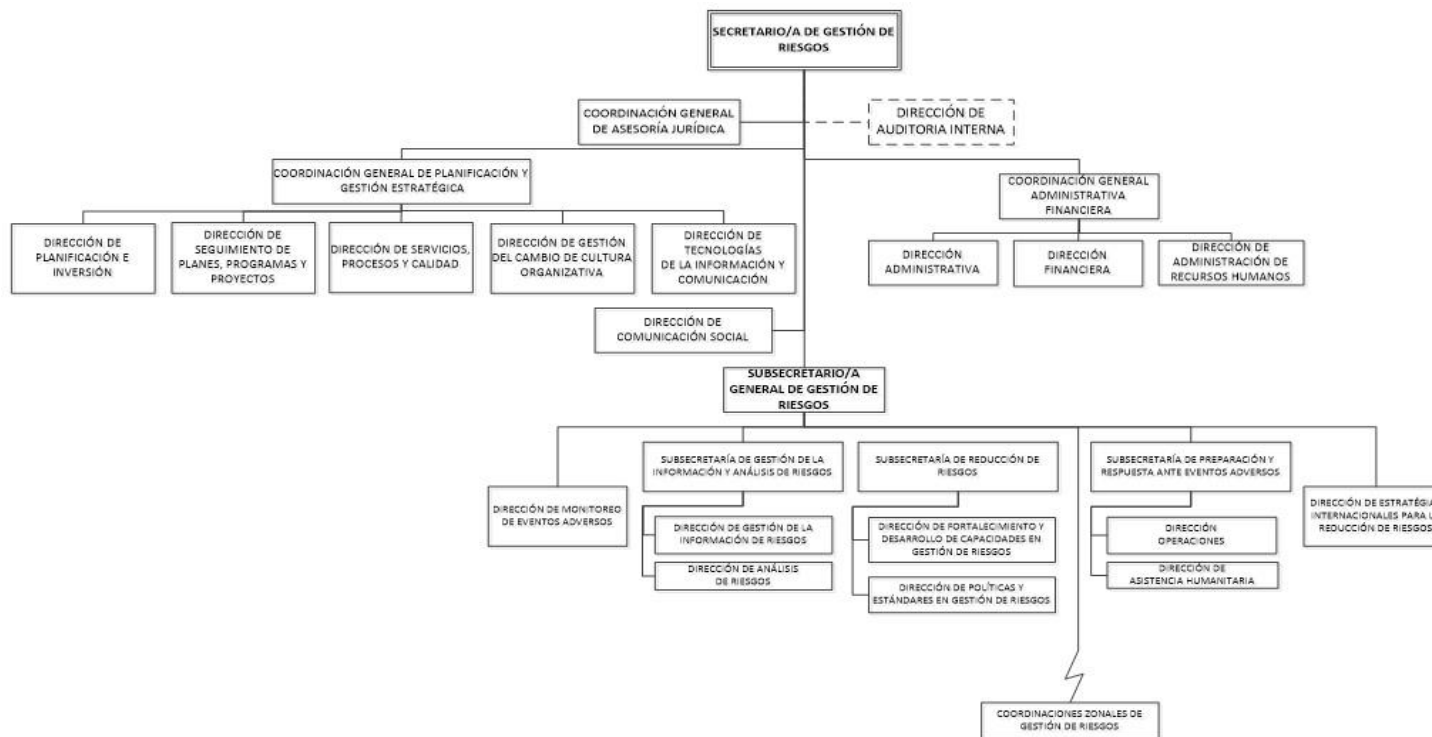 SECRETARIO/A DE GESTIÓN DE
RIESGOS
COORDINACIÓN GENERAL
DE ASESORÍA JURÍDICA
DIRECCIÓN DE
AUDITORIA INTERNA
COORDINACIÓN GENERAL DE PLANIFICACIÓN Y
GESTIÓN ESTRATÉGICA
COORDINACIÓN GENERAL
ADMINISTRATIVA
FINANCIERA
DIRECCIÓN DE
PLANIFICACIÓN E
INVERSIÓN
DIRECCIÓN DE
SEGUIMIENTO DE
PLANES, PROGRAMAS Y
PROYECTOS
DIRECCIÓN DE SERVICIOS,
PROCESOS Y CALIDAD
DIRECCIÓN DE GESTIÓN
DEL CAMBIO DE CULTURA
ORGANIZATIVA
DIRECCIÓN DE
TECNOLOGÍAS
DE LA INFORMACIÓN Y
COMUNICACIÓN
DIRECCIÓN
ADMINISTRATIVA
DIRECCIÓN
FINANCIERA
DIRECCIÓN DE
ADMINISTRACIÓN DE
RECURSOS HUMANOS
DIRECCIÓN DE
COMUNICACIÓN SOCIAL
SUBSECRETARIO/A
GENERAL DE GESTIÓN DE
RIESGOS
DIRECCIÓN DE MONITOREO
DE EVENTOS ADVERSOS
SUBSECRETARÍA DE GESTIÓN DE LA
INFORMACIÓN Y ANÁLISIS DE RIESGOS
DIRECCIÓN DE GESTIÓN DE LA
INFORMACIÓN DE RIESGOS
DIRECCIÓN DE ANÁLISIS
DE RIESGOS
SUBSECRETARÍA DE REDUCCIÓN DE
RIESGOS
DIRECCIÓN DE FORTALECIMIENTO Y
DESARROLLO DE CAPACIDADES EN
GESTIÓN DE RIESGOS
DIRECCIÓN DE POLÍTICAS Y
ESTÁNDARES EN GESTIÓN DE RIESGOS
SUBSECRETARÍA DE PREPARACIÓN Y
RESPUESTA ANTE EVENTOS ADVERSOS
DIRECCIÓN
OPERACIONES
DIRECCIÓN DE
ASISTENCIA HUMANITARIA
DIRECCIÓN DE ESTRATÉGIA
INTERNACIONALES PARA L
REDUCCIÓN DE RIESGOS
COORDINACIONES ZONALES DE
GESTIÓN DE RIESGOS